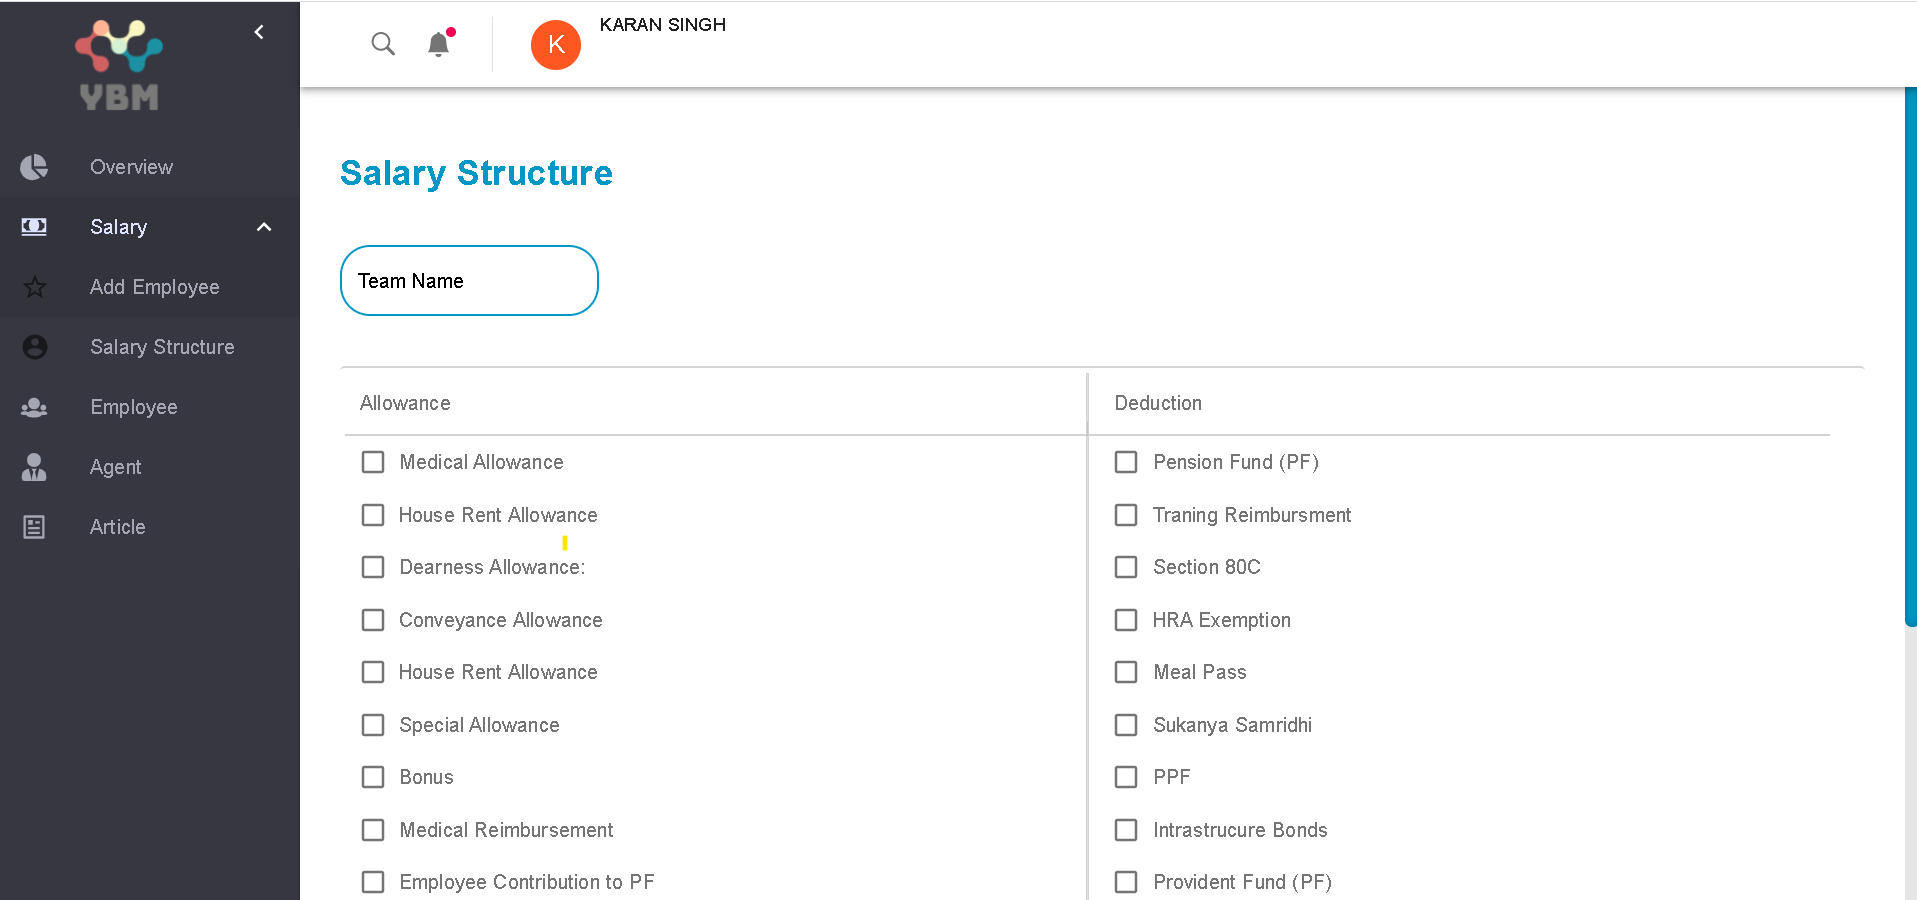 YBM
K
KARAN SINGH
Overview
Salary
Add Employee
Salary Structure
Employee
Agent
Article
Salary Structure
Team Name
Allowance
Medical Allowance
House Rent Allowance
Dearness Allowance:
Conveyance Allowance
House Rent Allowance
Special Allowance
Bonus
Medical Reimbursement
Employee Contribution to PF
Deduction
Pension Fund (PF)
Traning Reimbursment
Section 80C
HRA Exemption
Meal Pass
Sukanya Samridhi
PPF
Intrastrucure Bonds
Provident Fund (PF)